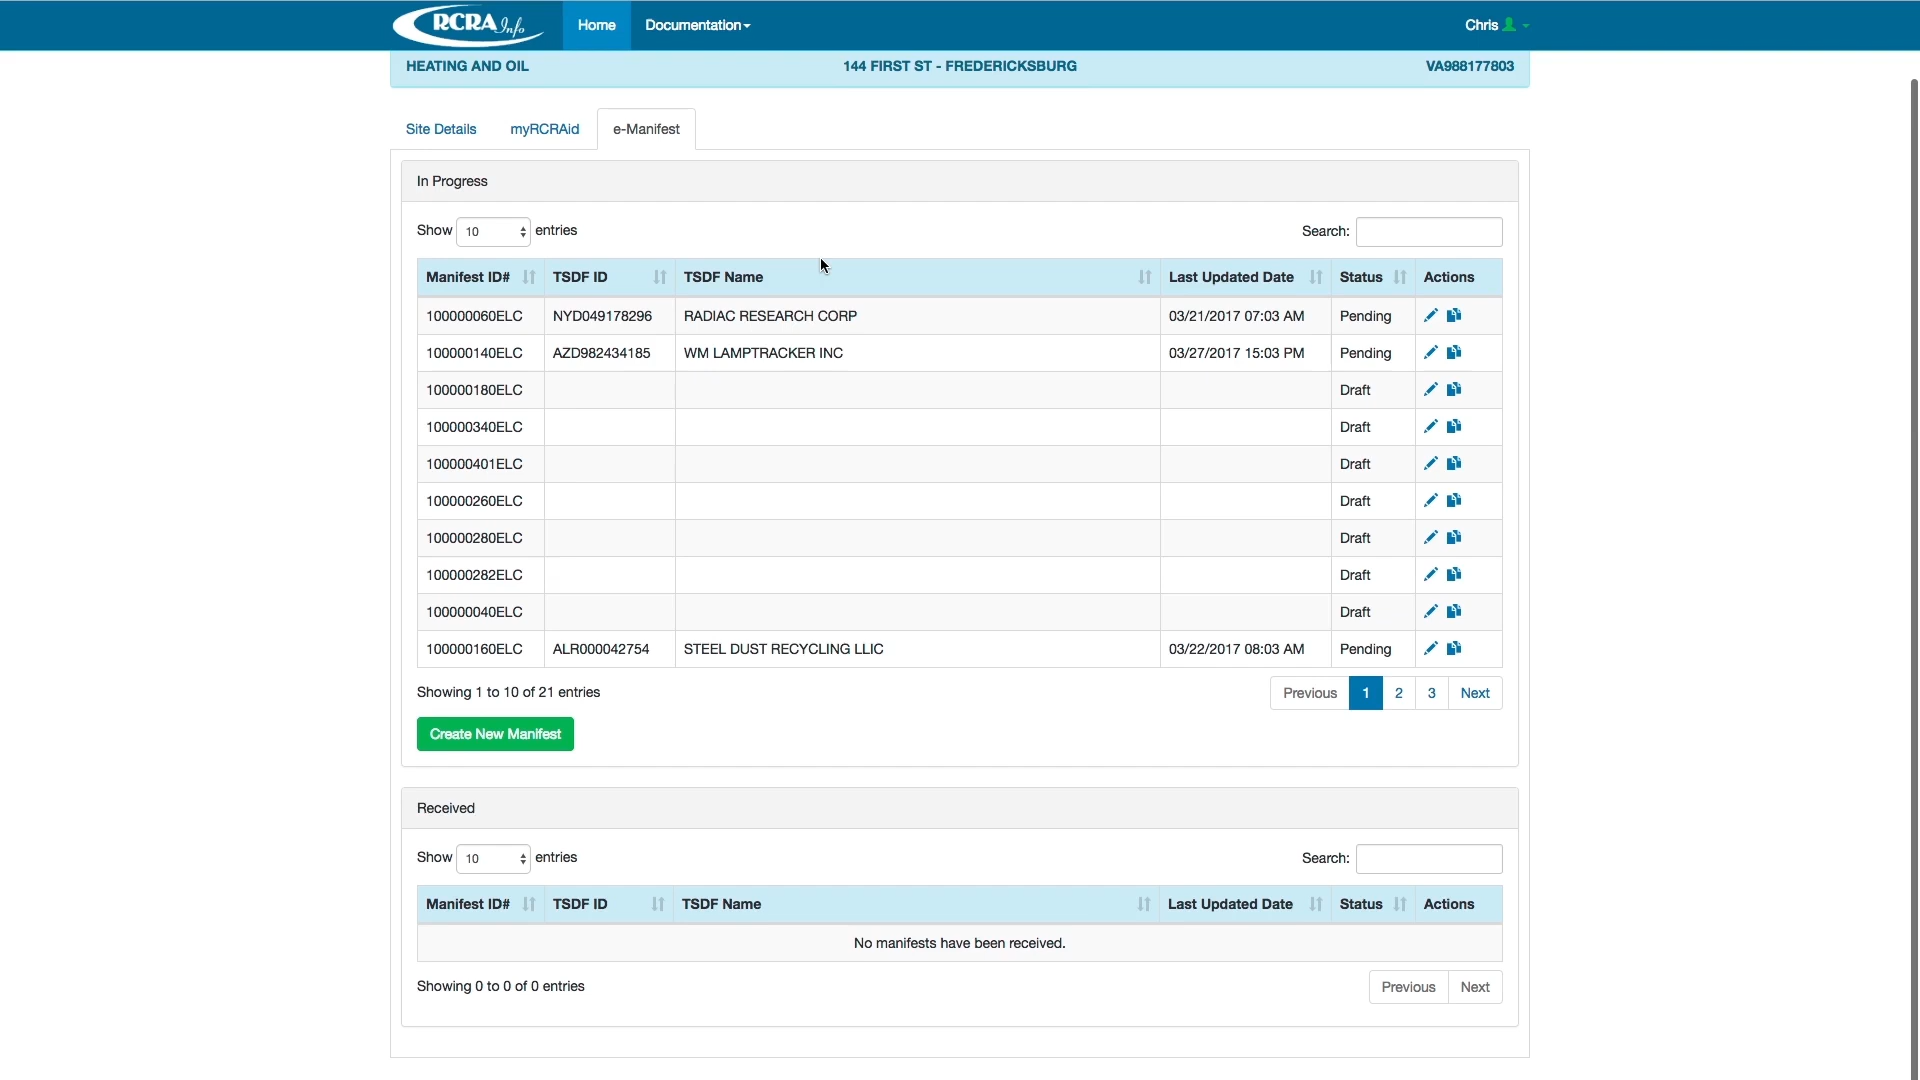 RCRAInfo Home Documentation Chris
HEATING AND OIL 144 FIRST ST - FREDERICKSBURG VA988177803
Site Details myRCRAid e-Manifest
In Progress
Show 10 entries Search:
Manifest ID# TSDF ID TSDF Name Last Updated Date Status Actions
100000060ELC NYD049178296 RADIAC RESEARCH CORP 03/21/2017 07:03 AM Pending
100000140ELC AZD982434185 WM LAMPTRACKER INC 03/27/2017 15:03 PM Pending
100000180ELC Draft
100000340ELC Draft
100000401ELC Draft
100000260ELC Draft
100000280ELC Draft
100000282ELC Draft
100000040ELC Draft
100000160ELC ALR000042754 STEEL DUST RECYCLING LLIC 03/22/2017 08:03 AM Pending
Showing 1 to 10 of 21 entries Previous 1 2 3 Next
Create New Manifest
Received
Show 10 entries Search:
Manifest ID# TSDF ID TSDF Name Last Updated Date Status Actions
No manifests have been received.
Showing 0 to 0 of 0 entries Previous Next